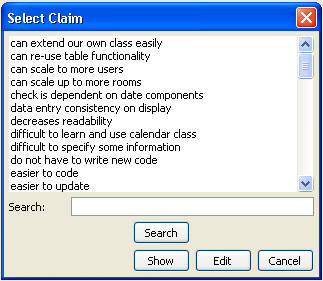 Select Claim
can extend our own class easily
can re-use table functionality
can scale to more users
can scale up to more rooms
check is dependent on date components
data entry consistency on display
decreases readability
difficult to learn and use calendar class
difficult to specify some information
do not have to write new code
easier to code
easier to update
Search:
Search
Show Edit Cancel